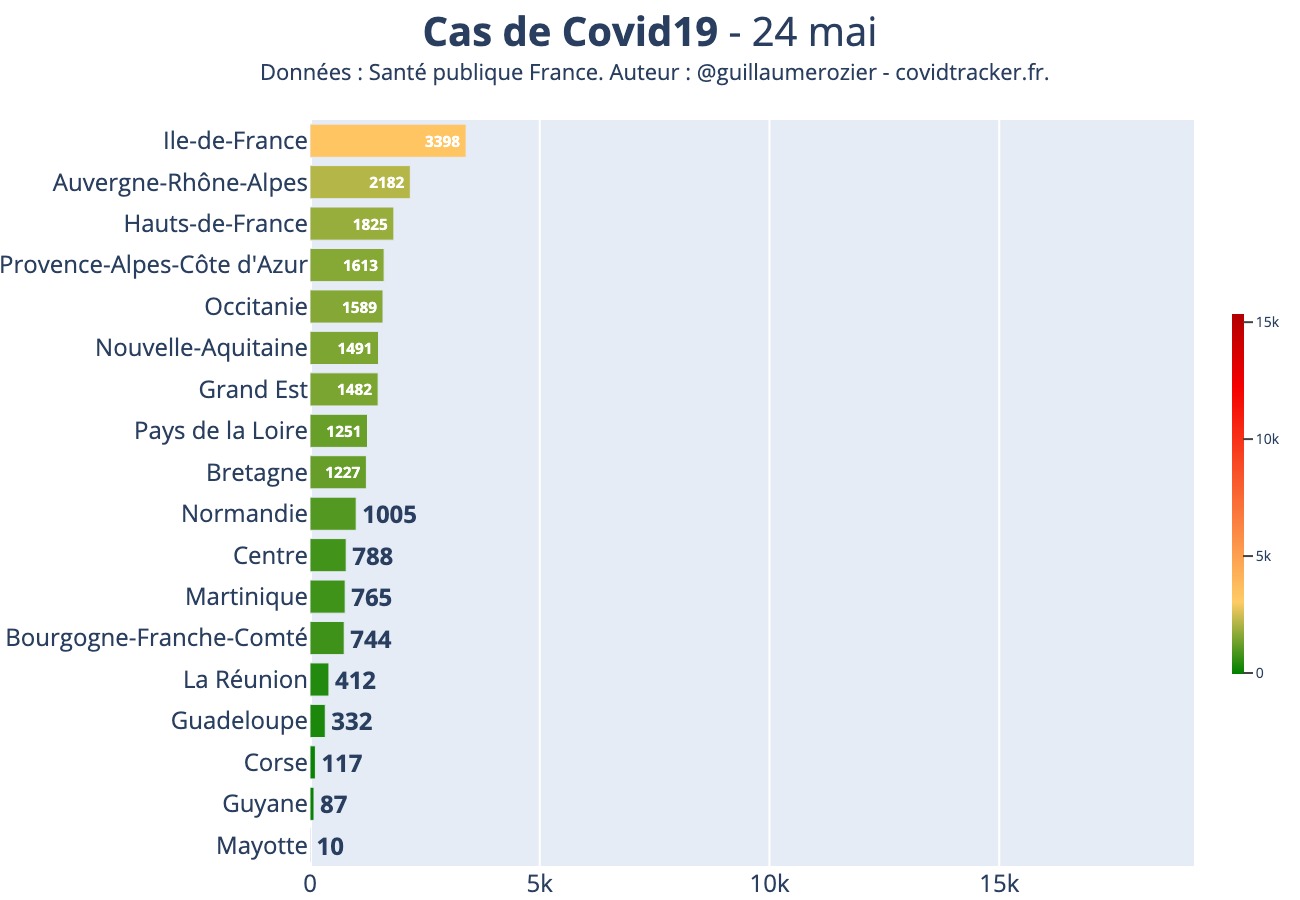 Cas de Covid19 - 24 mai
Données : Santé publique France. Auteur : @guillaumerozier - covidtracker.fr.
Ile-de-France 3398
Auvergne-Rhône-Alpes 2182
Hauts-de-France 1825
Provence-Alpes-Côte d'Azur 1613
Occitanie 1589
Nouvelle-Aquitaine 1491
Grand Est 1482
Pays de la Loire 1251
Bretagne 1227
Normandie 1005
Centre 788
Martinique 765
Bourgogne-Franche-Comté 744
La Réunion 412
Guadeloupe 332
Corse 117
Guyane 87
Mayotte 10
0 5k 10k 15k
15k
10k
5k
0